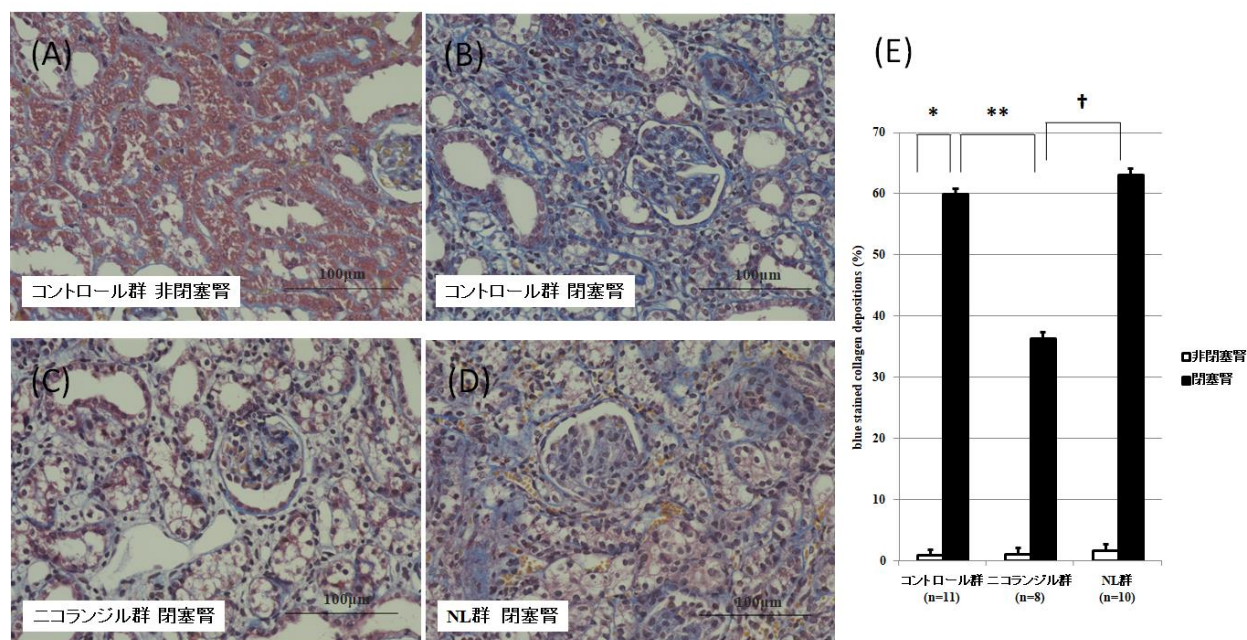 (A)
100μm
コントロール群 非閉塞腎
(B)
100μm
コントロール群 閉塞腎
(C)
100μm
ニコランジル群 閉塞腎
(D)
100μm
NL群 閉塞腎
(E)
* ** †
blue stained collagen depositions (%)
70
60
50
40
30
20
10
0
コントロール群 ニコランジル群 NL群
(n=11) (n=8) (n=10)
非閉塞腎
閉塞腎